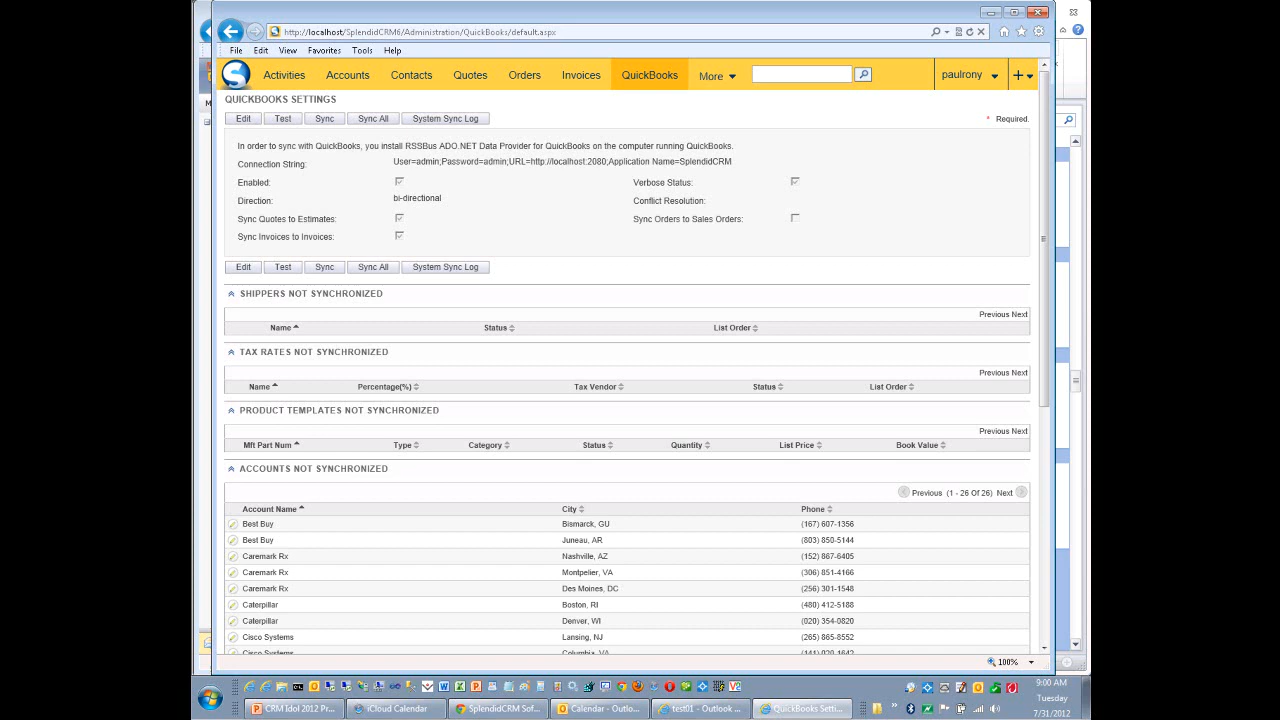 http://localhost/SplendidCRM6/Administration/QuickBooks/default.aspx
File Edit View Favorites Tools Help
Activities Accounts Contacts Quotes Orders Invoices QuickBooks More paulrony
QUICKBOOKS SETTINGS
Edit Test Sync Sync All System Sync Log * Required.
In order to sync with QuickBooks, you install RSSBus ADO.NET Data Provider for QuickBooks on the computer running QuickBooks.
Connection String: User=admin;Password=admin;URL=http://localhost:2080;Application Name=SplendidCRM
Enabled: Verbose Status:
Direction: bi-directional Conflict Resolution:
Sync Quotes to Estimates: Sync Orders to Sales Orders:
Sync Invoices to Invoices:
Edit Test Sync Sync All System Sync Log
SHIPPERS NOT SYNCHRONIZED
Previous Next
Name Status List Order
TAX RATES NOT SYNCHRONIZED
Previous Next
Name Percentage(%) Tax Vendor Status List Order
PRODUCT TEMPLATES NOT SYNCHRONIZED
Previous Next
Mft Part Num Type Category Status Quantity List Price Book Value
ACCOUNTS NOT SYNCHRONIZED
Previous (1 - 26 Of 26) Next
Account Name City Phone
Best Buy Bismarck, GU (167) 607-1356
Best Buy Juneau, AR (803) 850-5144
Caremark Rx Nashville, AZ (152) 867-6405
Caremark Rx Montpelier, VA (306) 851-4166
Caremark Rx Des Moines, DC (256) 301-1548
Caterpillar Boston, RI (480) 412-5188
Caterpillar Denver, WI (020) 354-0820
Cisco Systems Lansing, NJ (265) 865-8552
Cisco Systems Columbia, VA
100%
CRM Idol 2012 Pr... iCloud Calendar SplendidCRM Sof... Calendar - Outlo... test01 - Outlook ... QuickBooks Setti...
9:00 AM
Tuesday
7/31/2012